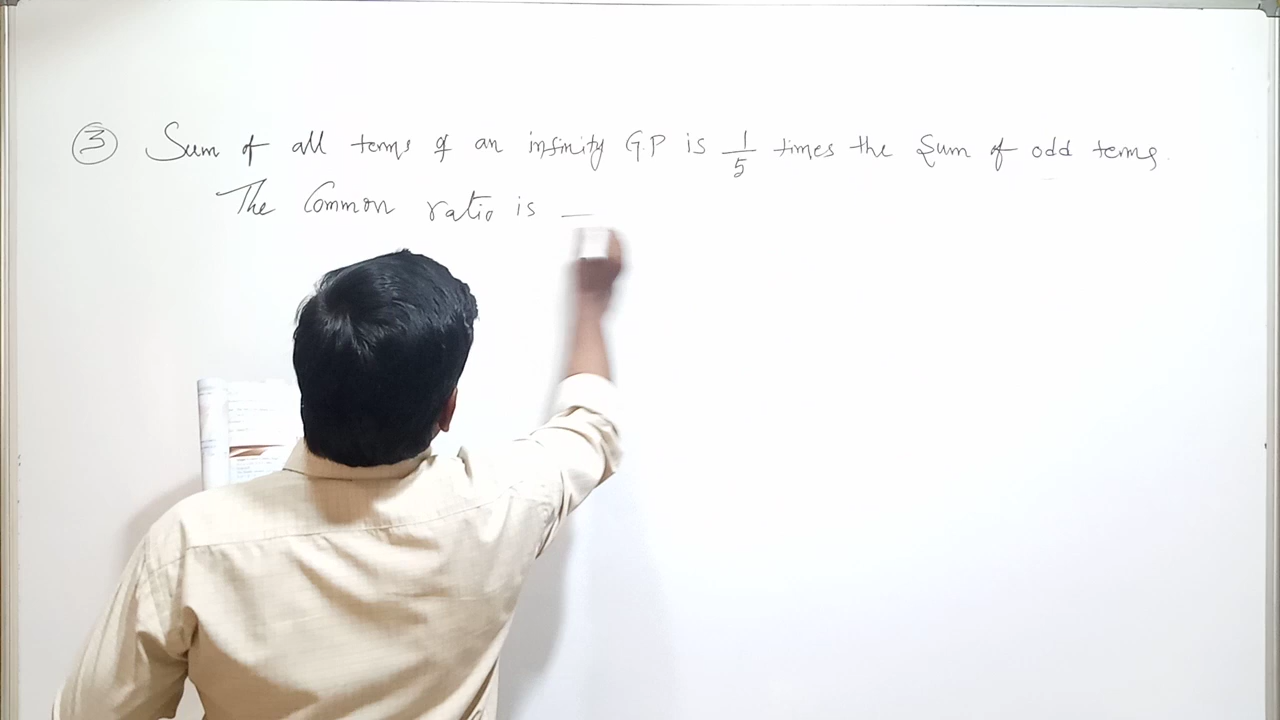 ③ Sum of all terms of an infinity G.P is 1/5 times the sum of odd terms.
The Common ratio is __